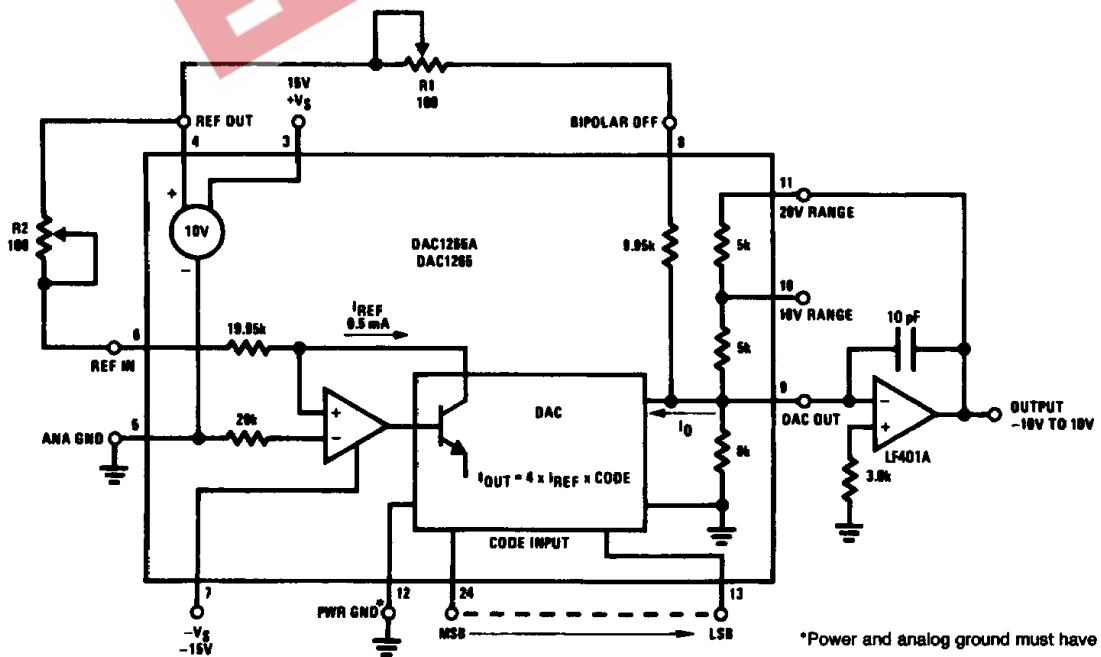 R1
100
15V
+VS
REF OUT
BIPOLAR OFF
4
3
8
11
20V RANGE
+
10V
−
R2
100
DAC1266A
DAC1265
9.95k
5k
10
10V RANGE
IREF
0.5 mA
10 pF
6
19.95k
5k
REF IN
9
DAC
DAC OUT
−
OUTPUT
−10V TO 10V
5
20k
+
−
IO
+
LF401A
ANA GND
8k
3.0k
IOUT = 4 x IREF x CODE
CODE INPUT
7
12
24
13
PWR GND*
MSB
LSB
−VS
−15V
*Power and analog ground must have